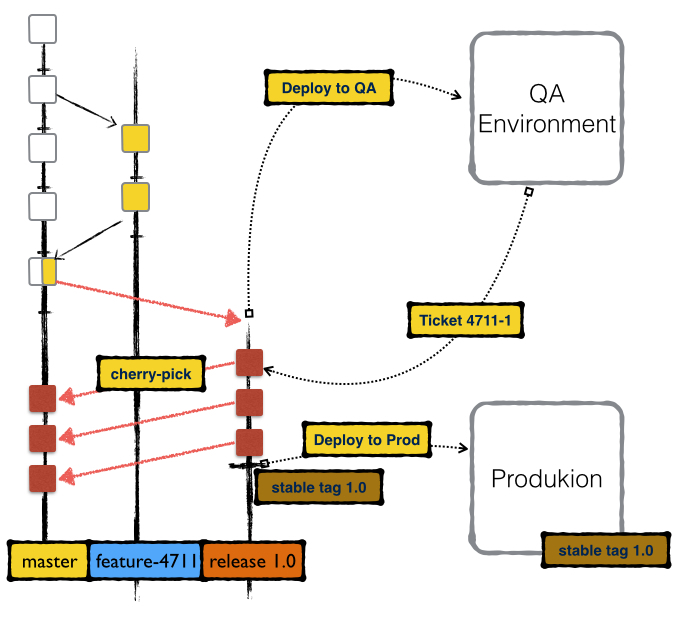 Deploy to QA
QA
Environment
Ticket 4711-1
cherry-pick
Deploy to Prod
Produkion
stable tag 1.0
stable tag 1.0
master
feature-4711
release 1.0